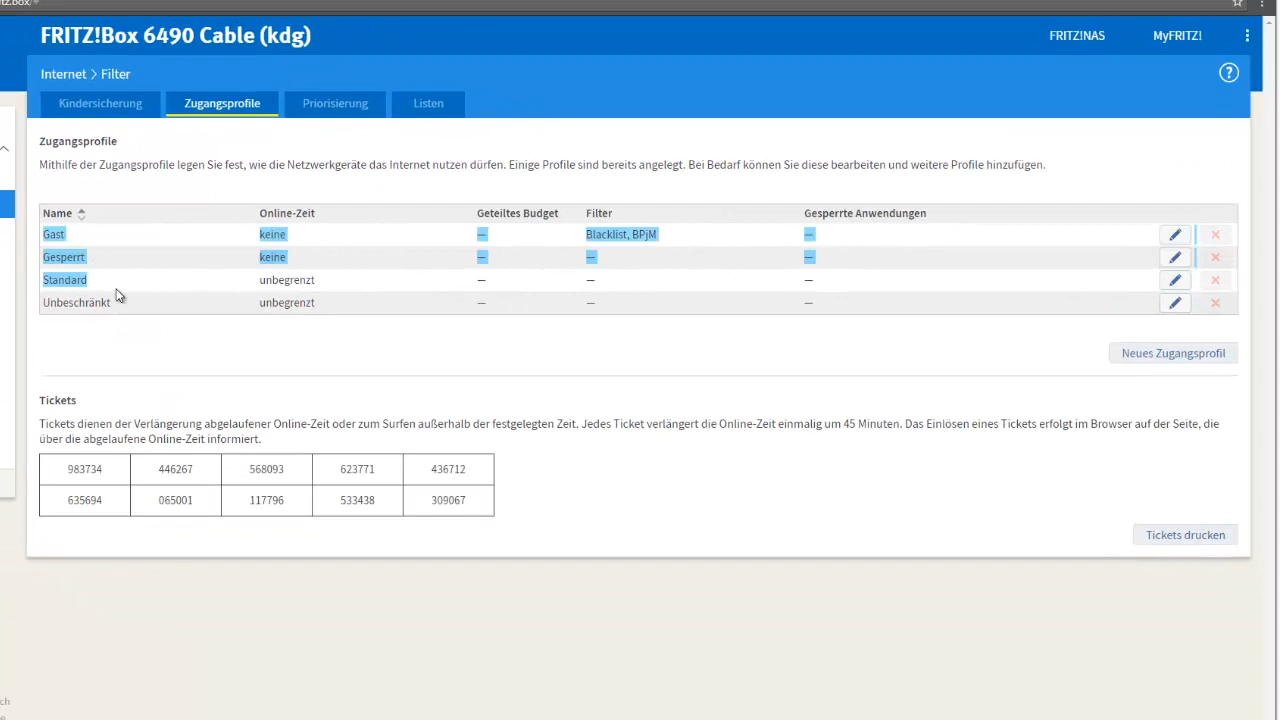 FRITZ!Box 6490 Cable (kdg)
FRITZ!NAS MyFRITZ!
Internet > Filter
Kindersicherung Zugangsprofile Priorisierung Listen
Zugangsprofile
Mithilfe der Zugangsprofile legen Sie fest, wie die Netzwerkgeräte das Internet nutzen dürfen. Einige Profile sind bereits angelegt. Bei Bedarf können Sie diese bearbeiten und weitere Profile hinzufügen.
Name Online-Zeit Geteiltes Budget Filter Gesperrte Anwendungen
Gast keine — Blacklist, BPjM —
Gesperrt keine — — —
Standard unbegrenzt — — —
Unbeschränkt unbegrenzt — — —
Neues Zugangsprofil
Tickets
Tickets dienen der Verlängerung abgelaufener Online-Zeit oder zum Surfen außerhalb der festgelegten Zeit. Jedes Ticket verlängert die Online-Zeit einmalig um 45 Minuten. Das Einlösen eines Tickets erfolgt im Browser auf der Seite, die
über die abgelaufene Online-Zeit informiert.
983734 446267 568093 623771 436712
635694 065001 117796 533438 309067
Tickets drucken